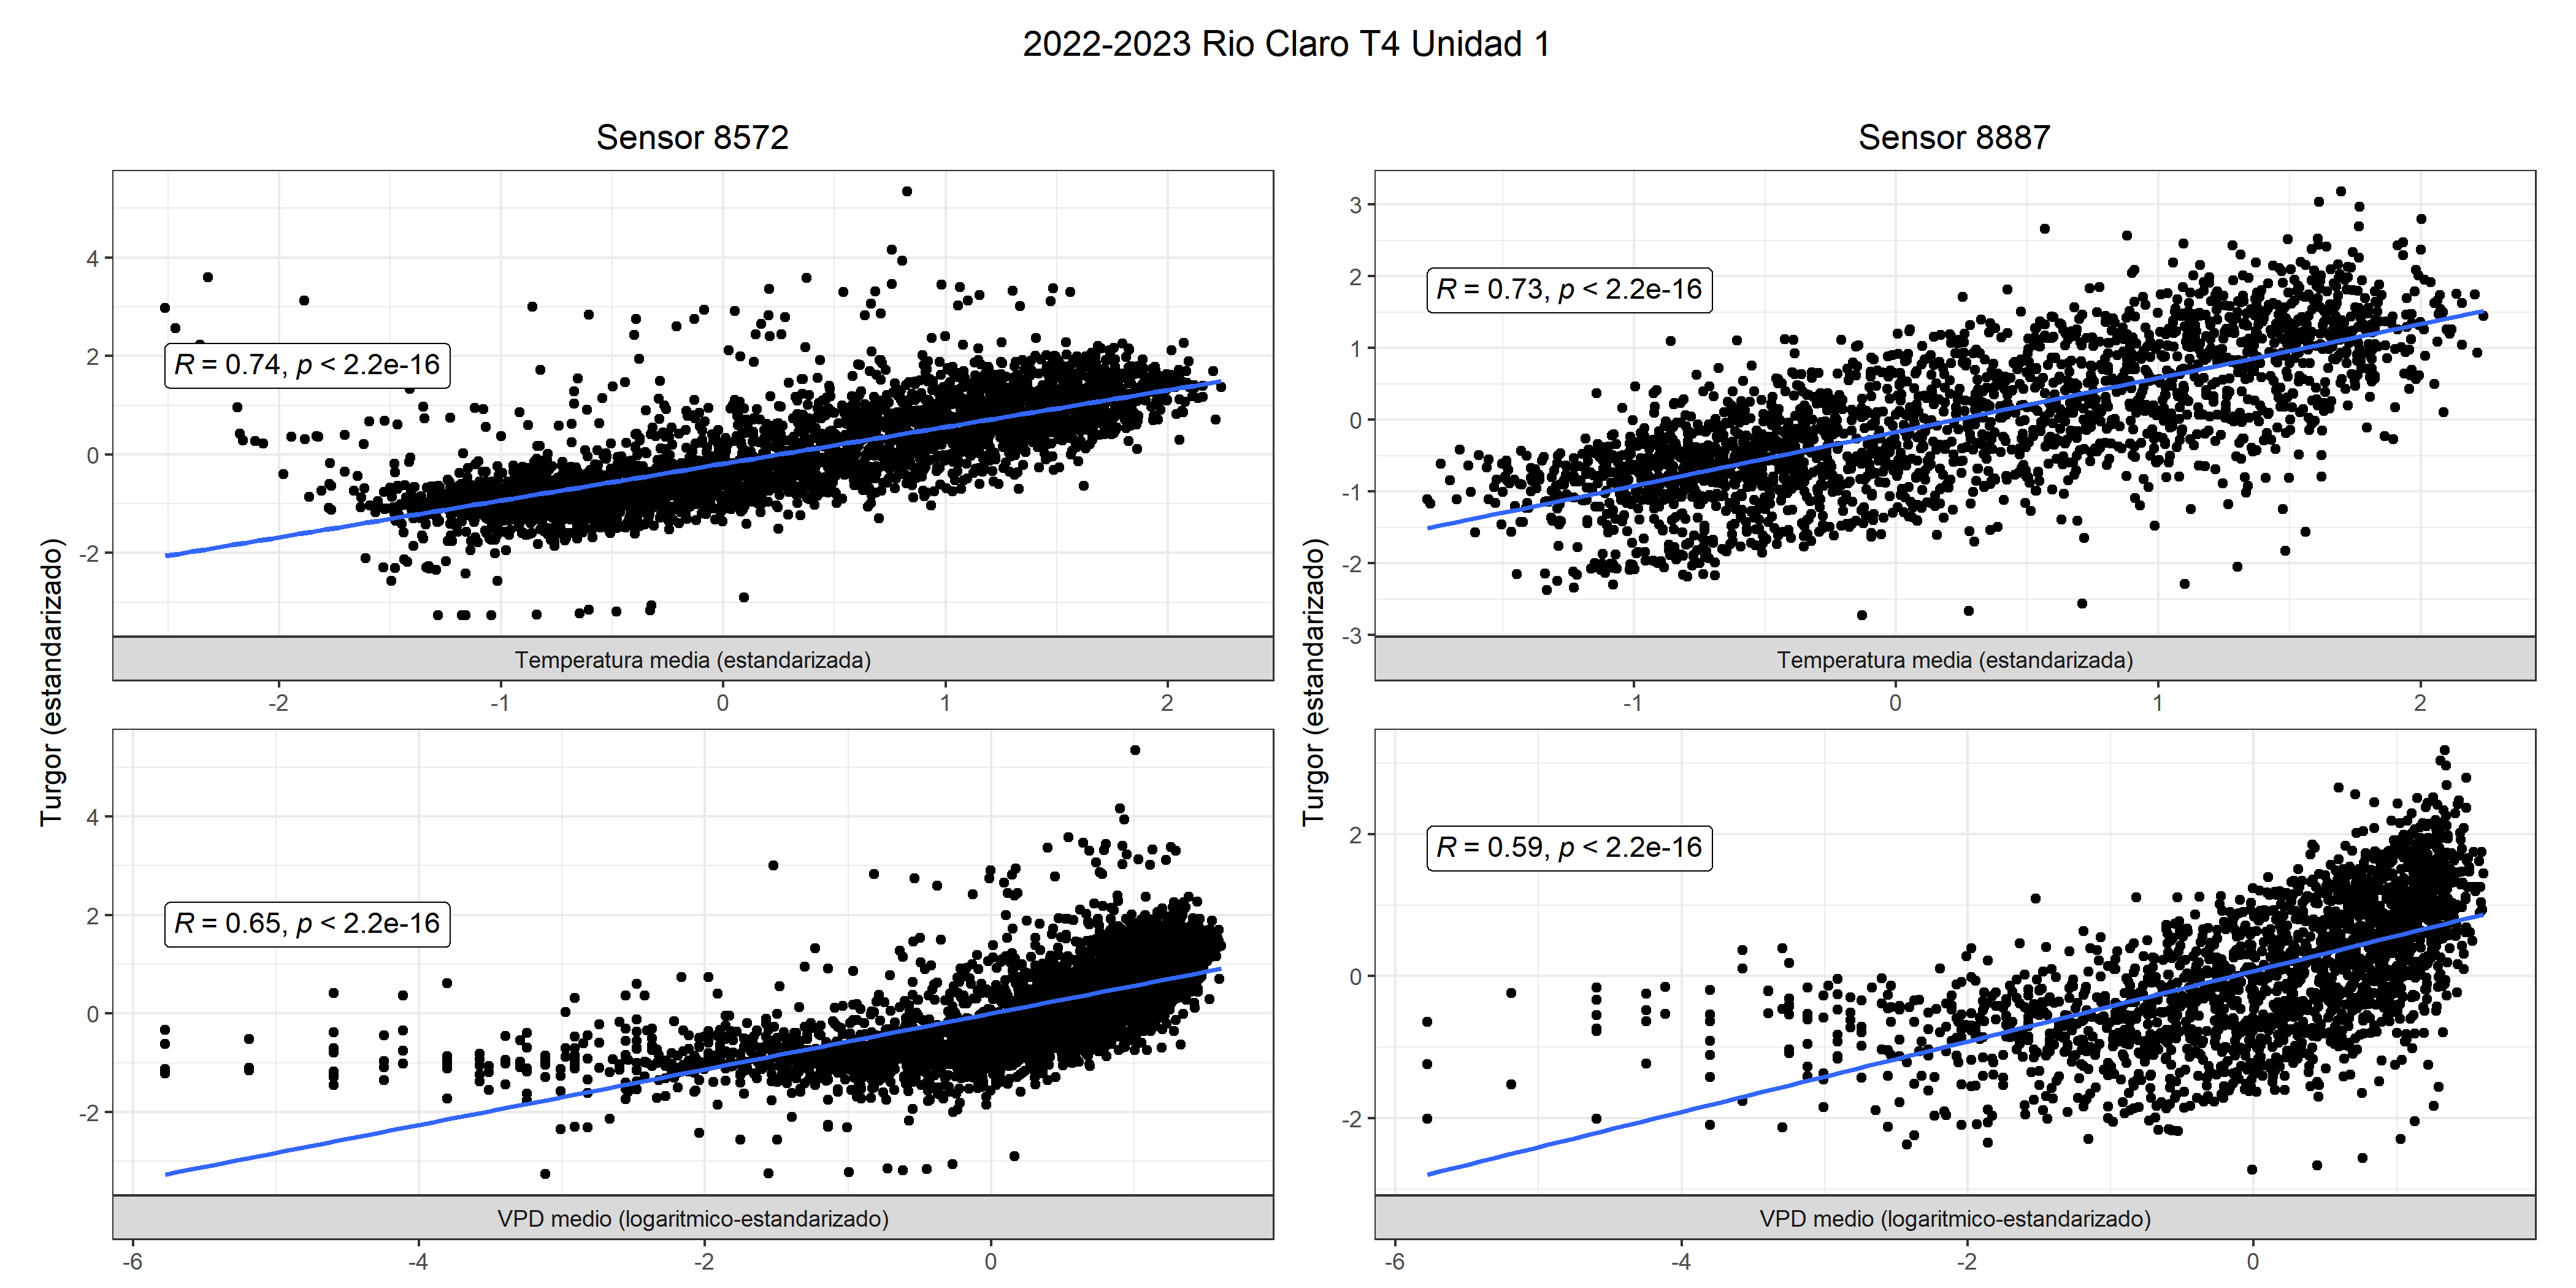 2022-2023 Rio Claro T4 Unidad 1
Sensor 8572
Turgor (estandarizado)
4
2
0
-2
R = 0.74, p < 2.2e-16
Temperatura media (estandarizada)
-2 -1 0 1 2
4
2
0
-2
R = 0.65, p < 2.2e-16
VPD medio (logaritmico-estandarizado)
-6 -4 -2 0
Sensor 8887
Turgor (estandarizado)
3
2
1
0
-1
-2
-3
R = 0.73, p < 2.2e-16
Temperatura media (estandarizada)
-1 0 1 2
2
0
-2
R = 0.59, p < 2.2e-16
VPD medio (logaritmico-estandarizado)
-6 -4 -2 0